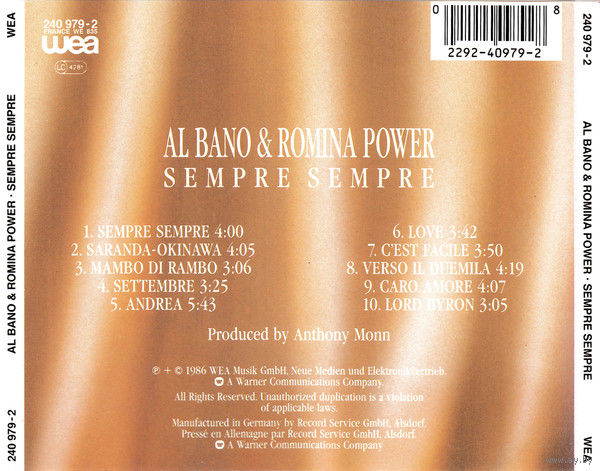 WEA
AL BANO & ROMINA POWER · SEMPRE SEMPRE
240 979-2
240 979-2
FRANCE WE 835
wea
LC 4281
0 8
2292-40979-2
AL BANO & ROMINA POWER
SEMPRE SEMPRE
1. SEMPRE SEMPRE 4:00
2. SARANDA-OKINAWA 4:05
3. MAMBO DI RAMBO 3:06
4. SETTEMBRE 3:25
5. ANDREA 5:43
6. LOVE 3:42
7. C'EST FACILE 3:50
8. VERSO IL DUEMILA 4:19
9. CARO AMORE 4:07
10. LORD BYRON 3:05
Produced by Anthony Monn
℗ + © 1986 WEA Musik GmbH. Neue Medien und Elektronikvertrieb.
A Warner Communications Company.
All Rights Reserved. Unauthorized duplication is a violation
of applicable laws.
Manufactured in Germany by Record Service GmbH, Alsdorf.
Pressé en Allemagne par Record Service GmbH, Alsdorf.
240 979-2
AL BANO & ROMINA POWER · SEMPRE SEMPRE
WEA